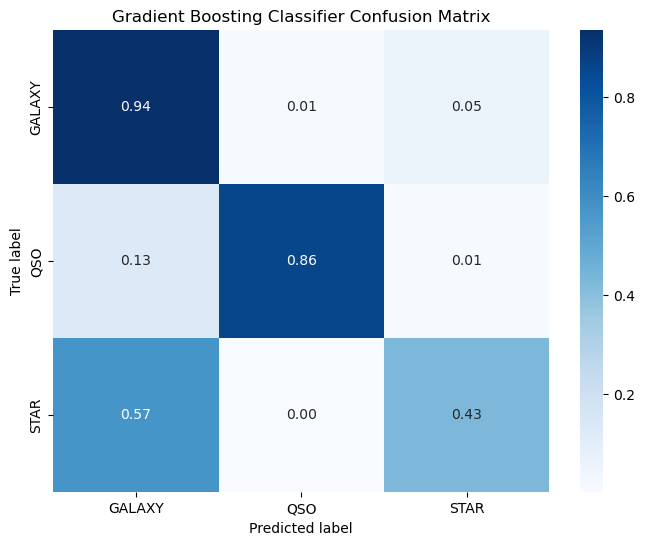 Gradient Boosting Classifier Confusion Matrix
True label
GALAXY
0.94 0.01 0.05
QSO
0.13 0.86 0.01
STAR
0.57 0.00 0.43
GALAXY QSO STAR
Predicted label
0.8
0.6
0.4
0.2